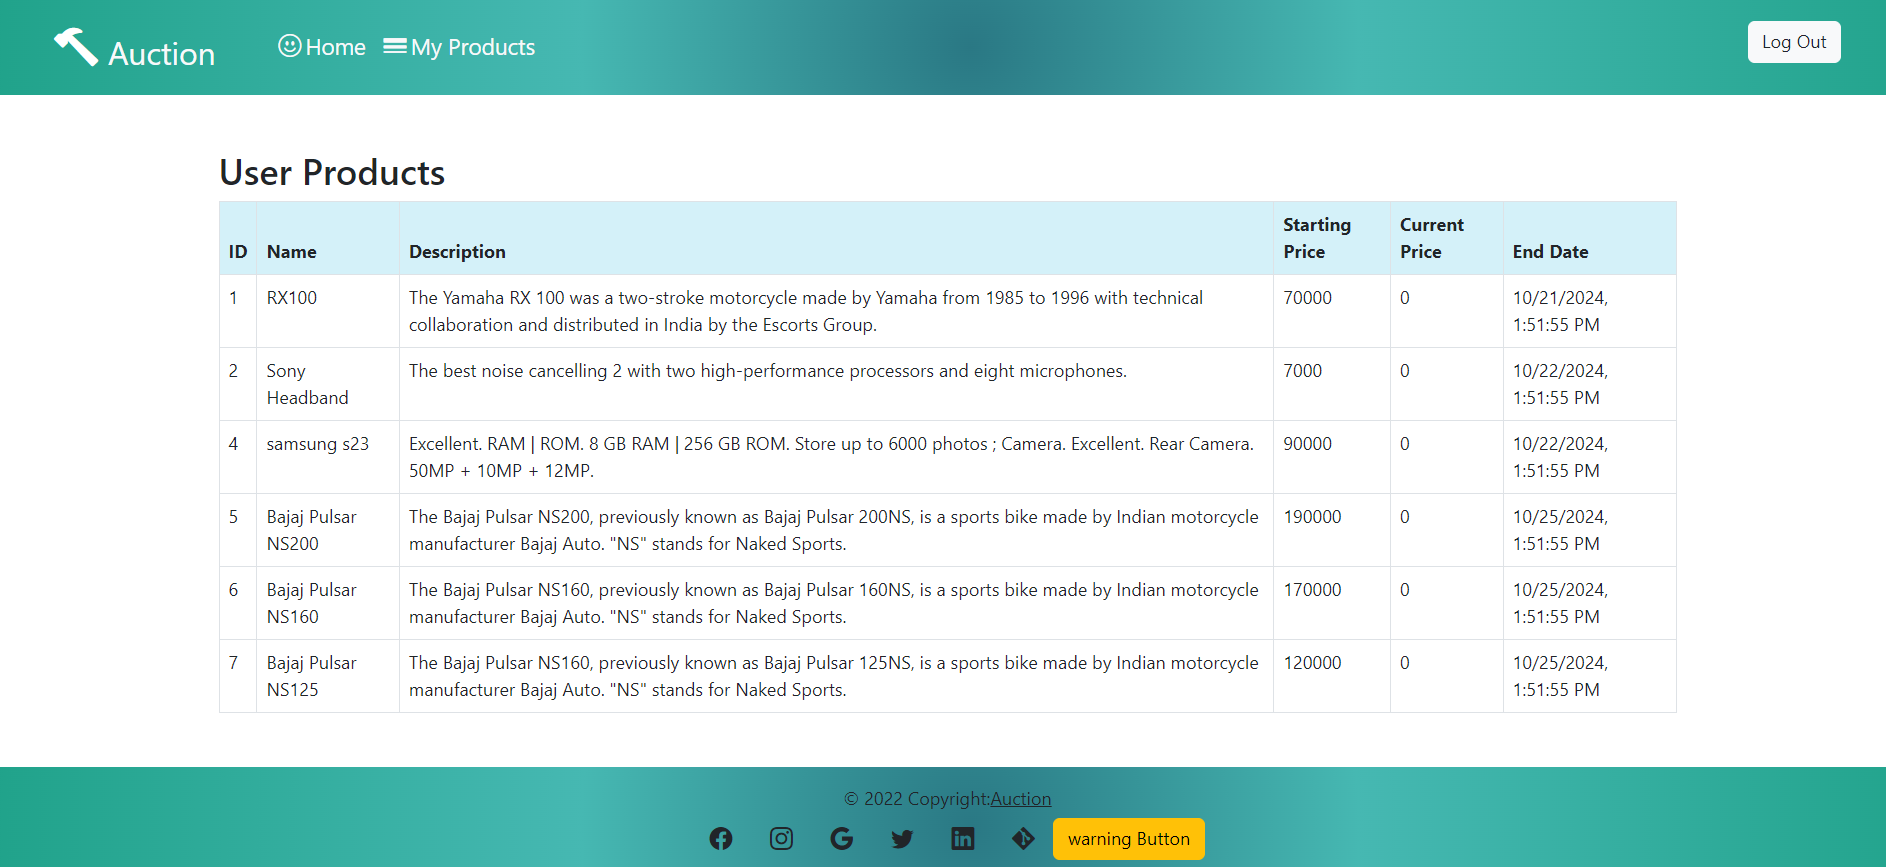 Auction
Home
My Products
Log Out
User Products
ID
Name
Description
Starting
Price
Current
Price
End Date
1
RX100
The Yamaha RX 100 was a two-stroke motorcycle made by Yamaha from 1985 to 1996 with technical
collaboration and distributed in India by the Escorts Group.
70000
0
10/21/2024,
1:51:55 PM
2
Sony
Headband
The best noise cancelling 2 with two high-performance processors and eight microphones.
7000
0
10/22/2024,
1:51:55 PM
4
samsung s23
Excellent. RAM | ROM. 8 GB RAM | 256 GB ROM. Store up to 6000 photos ; Camera. Excellent. Rear Camera.
50MP + 10MP + 12MP.
90000
0
10/22/2024,
1:51:55 PM
5
Bajaj Pulsar
NS200
The Bajaj Pulsar NS200, previously known as Bajaj Pulsar 200NS, is a sports bike made by Indian motorcycle
manufacturer Bajaj Auto. "NS" stands for Naked Sports.
190000
0
10/25/2024,
1:51:55 PM
6
Bajaj Pulsar
NS160
The Bajaj Pulsar NS160, previously known as Bajaj Pulsar 160NS, is a sports bike made by Indian motorcycle
manufacturer Bajaj Auto. "NS" stands for Naked Sports.
170000
0
10/25/2024,
1:51:55 PM
7
Bajaj Pulsar
NS125
The Bajaj Pulsar NS160, previously known as Bajaj Pulsar 125NS, is a sports bike made by Indian motorcycle
manufacturer Bajaj Auto. "NS" stands for Naked Sports.
120000
0
10/25/2024,
1:51:55 PM
© 2022 Copyright:Auction
warning Button